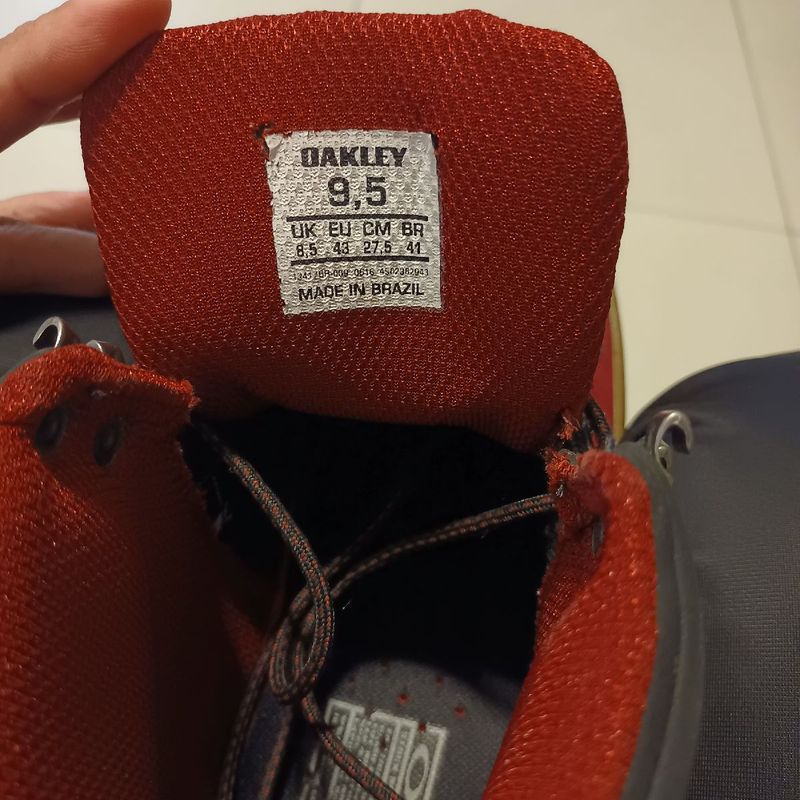 OAKLEY
9,5
UK EU CM BR
8,5 43 27,5 41
MADE IN BRAZIL